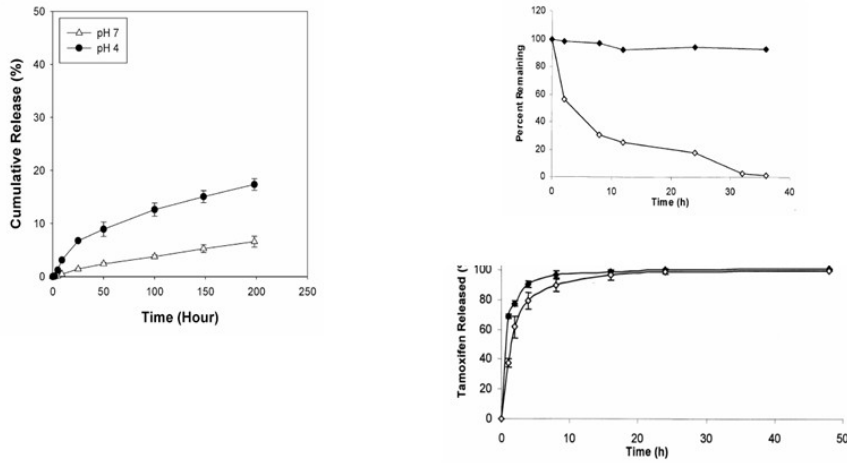 50
40
30
20
10
0
Cumulative Release (%)
pH 7
pH 4
0 50 100 150 200 250
Time (Hour)
120
100
80
60
40
20
0
Percent Remaining
0 10 20 30 40
Time (h)
100
80
60
40
20
0
Tamoxifen Released (
0 10 20 30 40 50
Time (h)